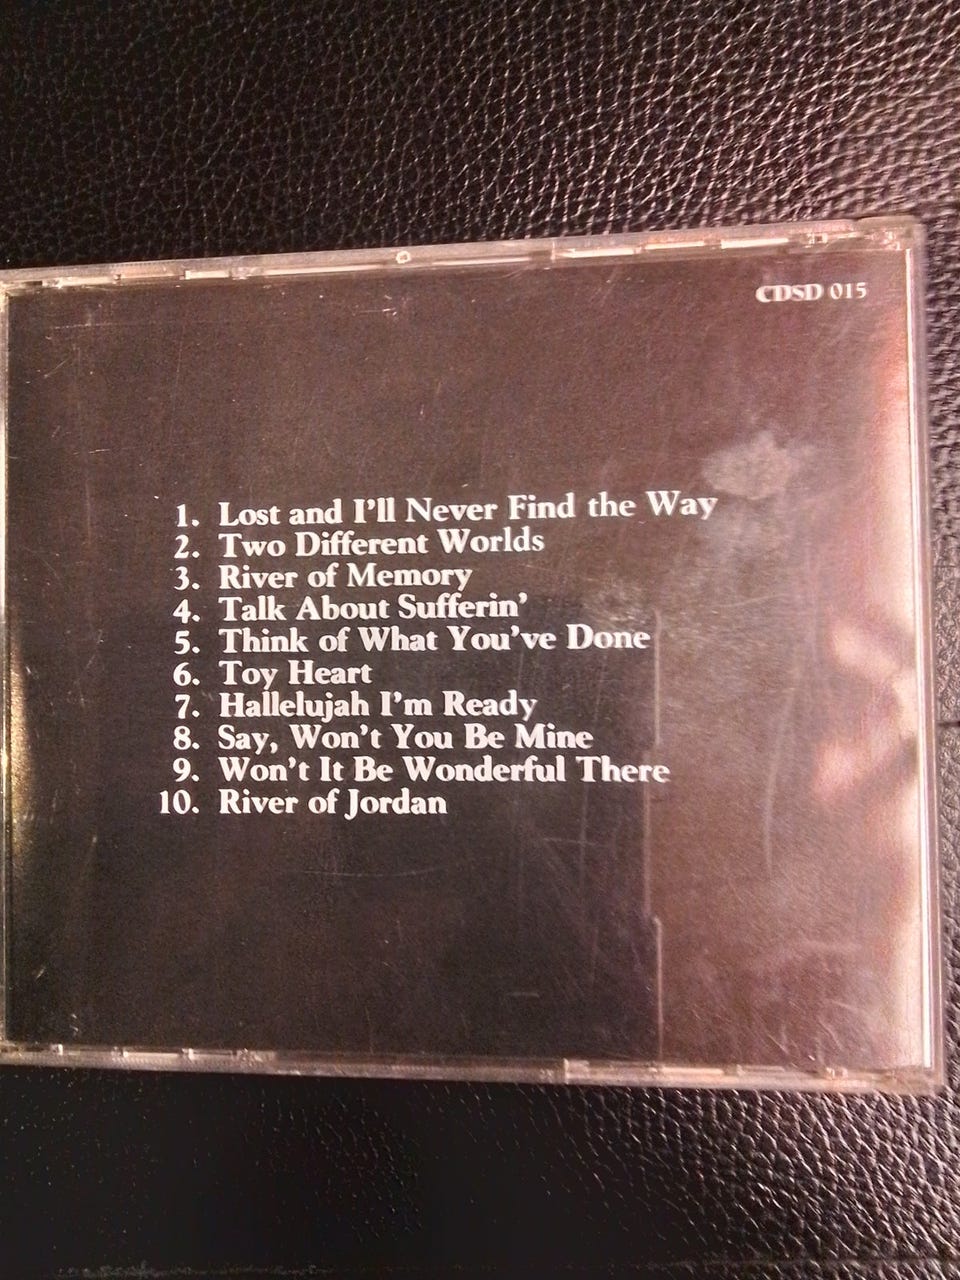 CDSD 015
1. Lost and I'll Never Find the Way
2. Two Different Worlds
3. River of Memory
4. Talk About Sufferin'
5. Think of What You've Done
6. Toy Heart
7. Hallelujah I'm Ready
8. Say, Won't You Be Mine
9. Won't It Be Wonderful There
10. River of Jordan